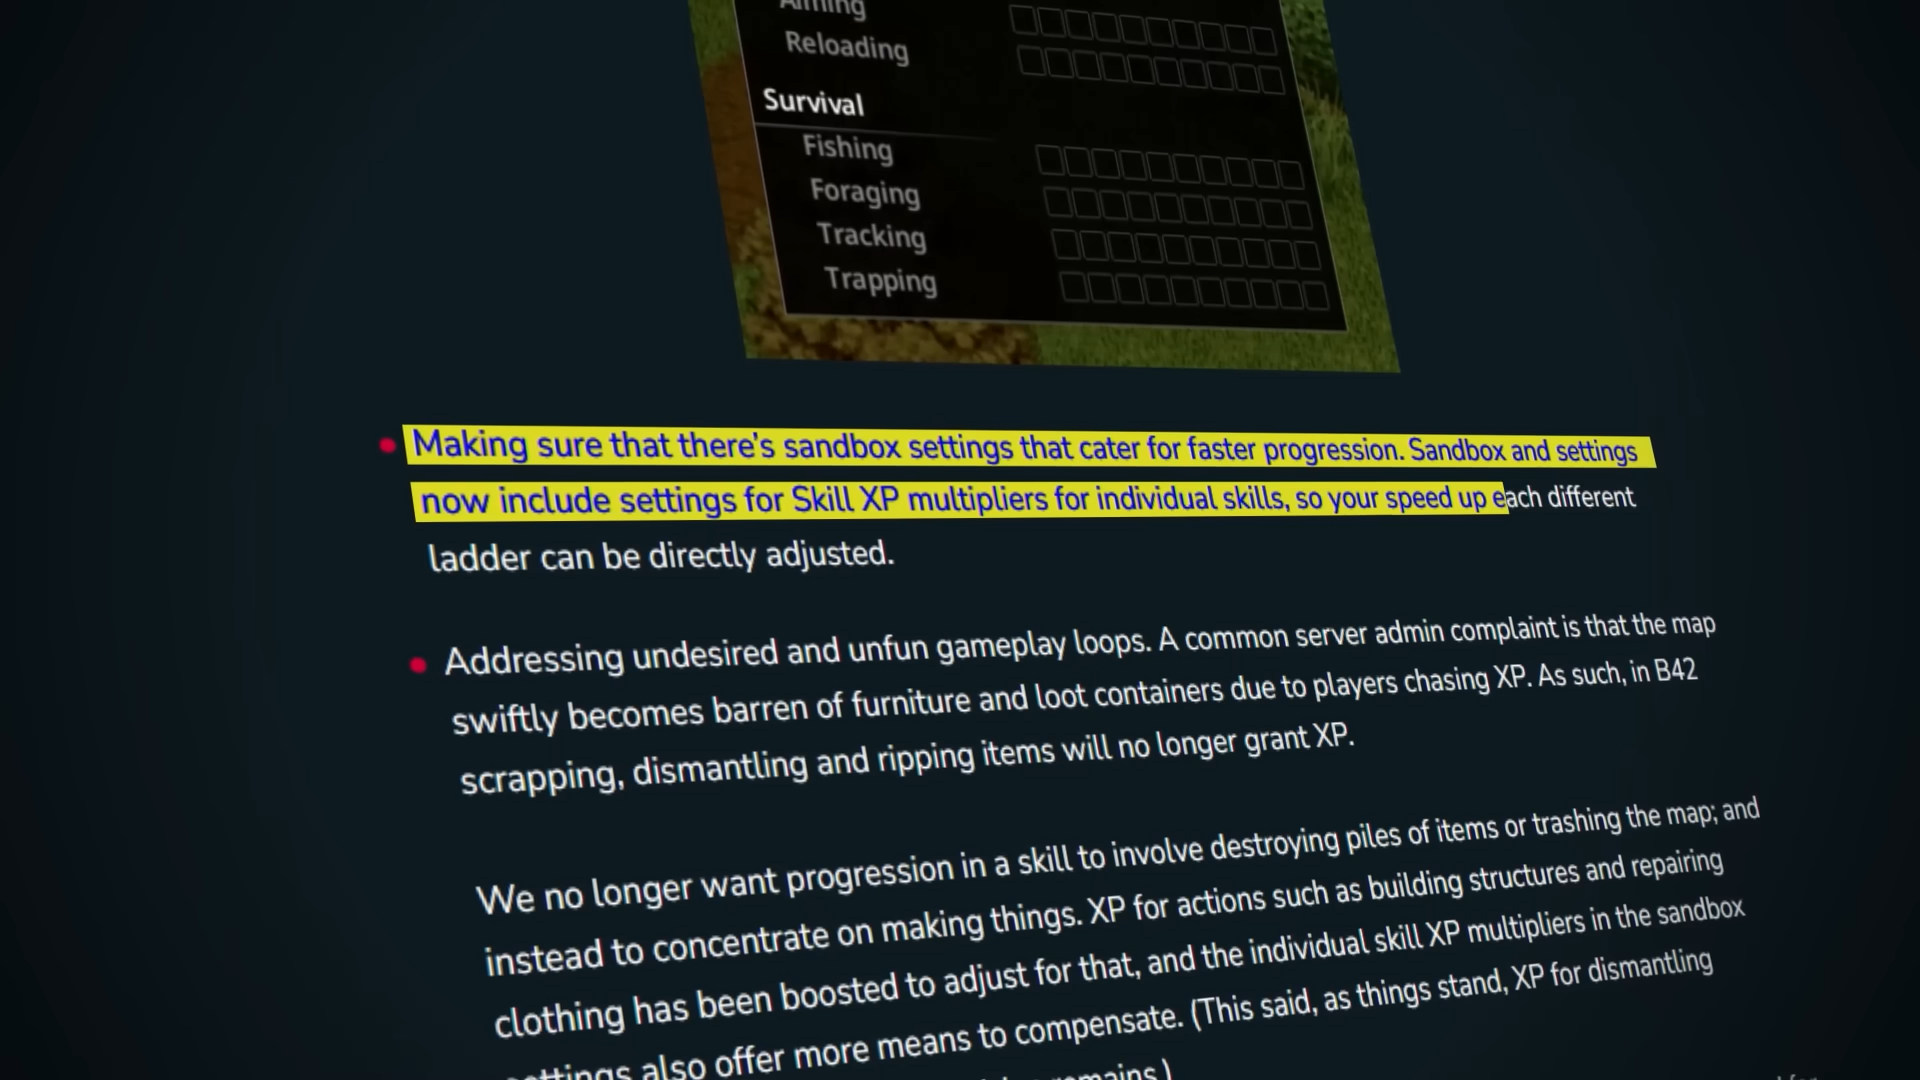 Aiming
Reloading
Survival
Fishing
Foraging
Tracking
Trapping
Making sure that there's sandbox settings that cater for faster progression. Sandbox and settings
now include settings for Skill XP multipliers for individual skills, so your speed up each different
ladder can be directly adjusted.
Addressing undesired and unfun gameplay loops. A common server admin complaint is that the map
swiftly becomes barren of furniture and loot containers due to players chasing XP. As such, in B42
scrapping, dismantling and ripping items will no longer grant XP.
We no longer want progression in a skill to involve destroying piles of items or trashing the map; and
instead to concentrate on making things. XP for actions such as building structures and repairing
clothing has been boosted to adjust for that, and the individual skill XP multipliers in the sandbox
settings also offer more means to compensate. (This said, as things stand, XP for dismantling
remains.)